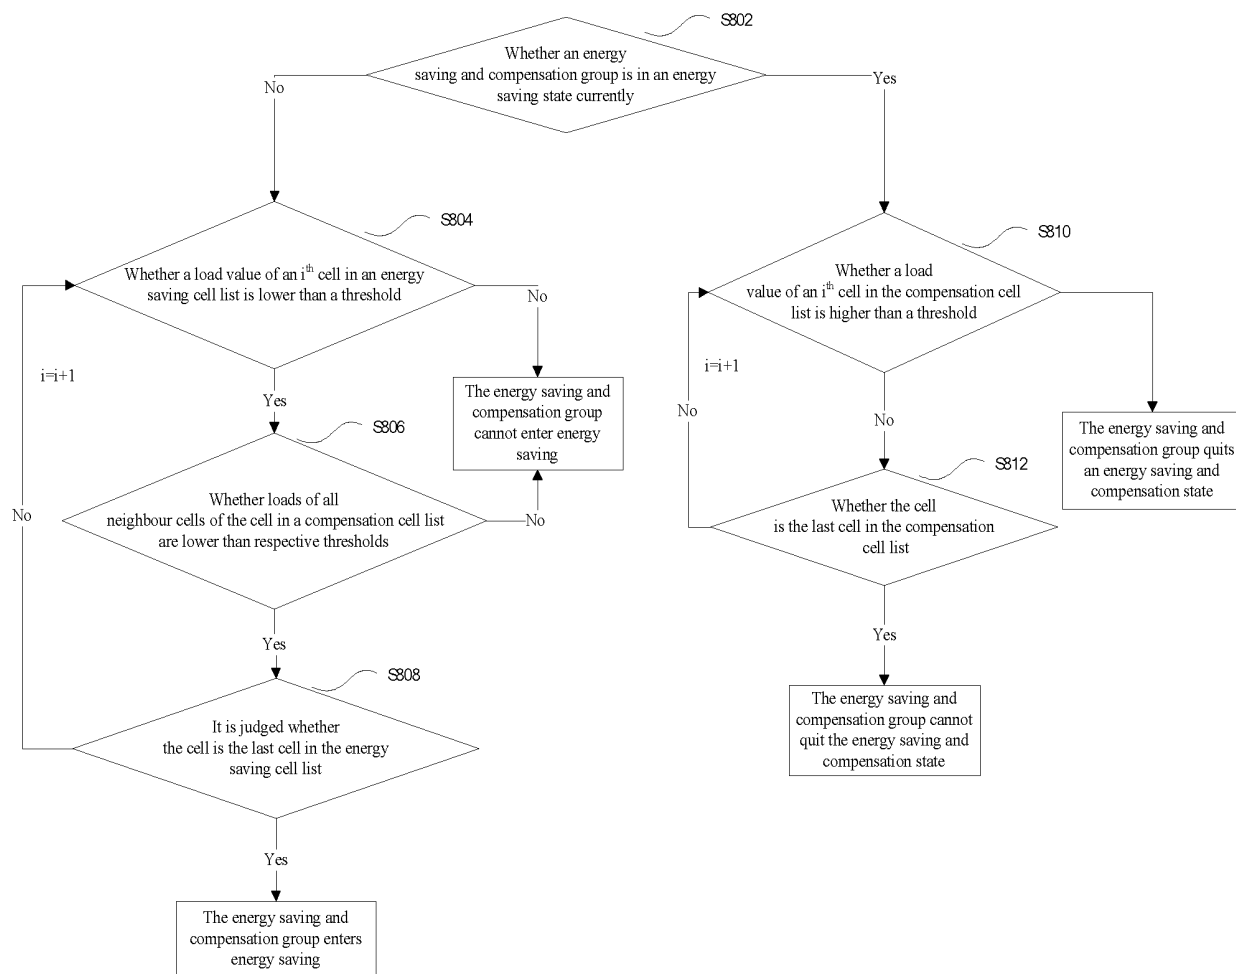 S802
Whether an energy
saving and compensation group is in an energy
saving state currently
No
Yes
S804
Whether a load value of an i^th cell in an energy
saving cell list is lower than a threshold
No
Yes
i=i+1
No
The energy saving and
compensation group
cannot enter energy
saving
S806
Whether loads of all
neighbour cells of the cell in a compensation cell list
are lower than respective thresholds
No
Yes
S808
It is judged whether
the cell is the last cell in the energy
saving cell list
Yes
The energy saving and
compensation group enters
energy saving
S810
Whether a load
value of an i^th cell in the compensation cell
list is higher than a threshold
i=i+1
No
No
The energy saving and
compensation group quits
an energy saving and
compensation state
S812
Whether the cell
is the last cell in the compensation
cell list
Yes
The energy saving and
compensation group cannot
quit the energy saving and
compensation state